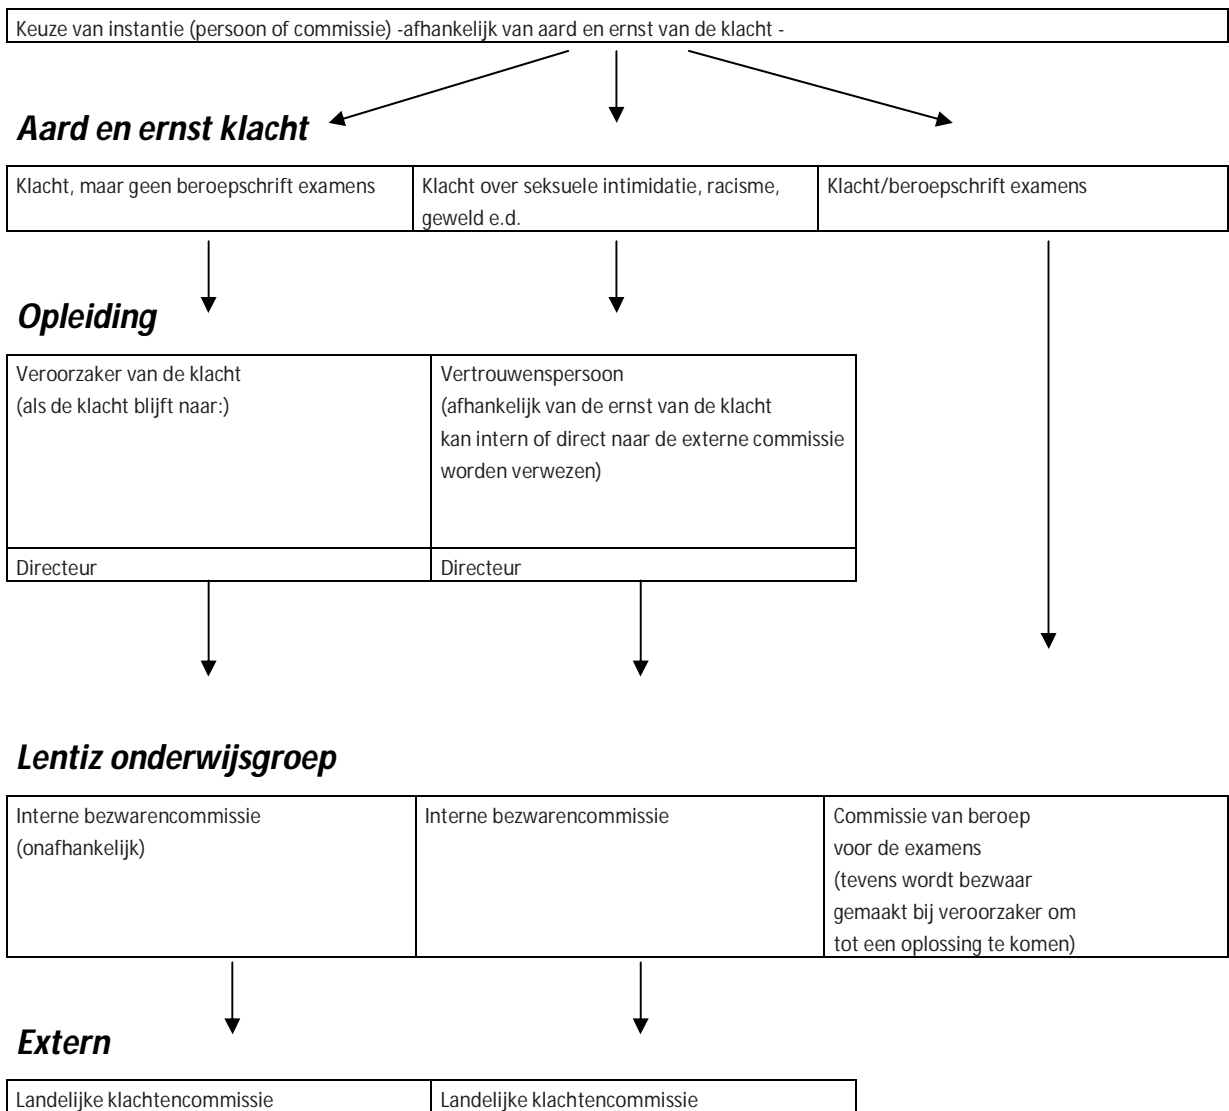 Keuze van instantie (persoon of commissie) -afhankelijk van aard en ernst van de klacht -
Aard en ernst klacht
Klacht, maar geen beroepschrift examens
Klacht over seksuele intimidatie, racisme,
geweld e.d.
Klacht/beroepschrift examens
Opleiding
Veroorzaker van de klacht
(als de klacht blijft naar:)
Vertrouwenspersoon
(afhankelijk van de ernst van de klacht
kan intern of direct naar de externe commissie
worden verwezen)
Directeur
Directeur
Lentiz onderwijsgroep
Interne bezwarencommissie
(onafhankelijk)
Interne bezwarencommissie
Commissie van beroep
voor de examens
(tevens wordt bezwaar
gemaakt bij veroorzaker om
tot een oplossing te komen)
Extern
Landelijke klachtencommissie
Landelijke klachtencommissie